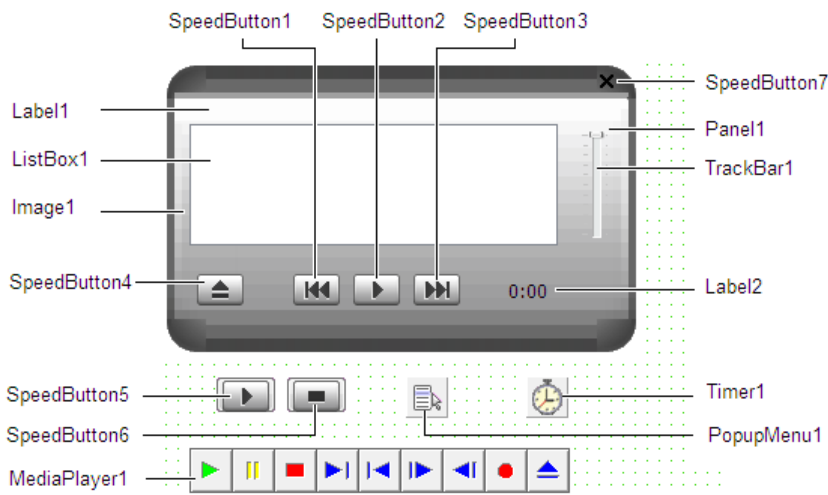 SpeedButton1 SpeedButton2 SpeedButton3
SpeedButton7
Label1
Panel1
ListBox1
TrackBar1
Image1
SpeedButton4
0:00
Label2
SpeedButton5
Timer1
SpeedButton6
PopupMenu1
MediaPlayer1